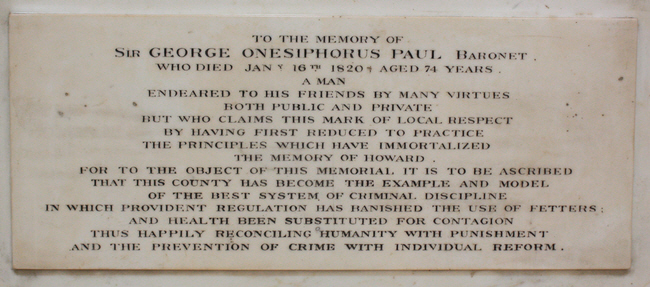 TO THE MEMORY OF
SIR GEORGE ONESIPHORUS PAUL BARONET.
WHO DIED JANY 16TH 1820, AGED 74 YEARS.
A MAN
ENDEARED TO HIS FRIENDS BY MANY VIRTUES
BOTH PUBLIC AND PRIVATE
BUT WHO CLAIMS THIS MARK OF LOCAL RESPECT
BY HAVING FIRST REDUCED TO PRACTICE
THE PRINCIPLES WHICH HAVE IMMORTALIZED
THE MEMORY OF HOWARD.
FOR TO THE OBJECT OF THIS MEMORIAL IT IS TO BE ASCRIBED
THAT THIS COUNTY HAS BECOME THE EXAMPLE AND MODEL
OF THE BEST SYSTEM OF CRIMINAL DISCIPLINE
IN WHICH PROVIDENT REGULATION HAS BANISHED THE USE OF FETTERS;
AND HEALTH BEEN SUBSTITUTED FOR CONTAGION
THUS HAPPILY RECONCILING HUMANITY WITH PUNISHMENT
AND THE PREVENTION OF CRIME WITH INDIVIDUAL REFORM.